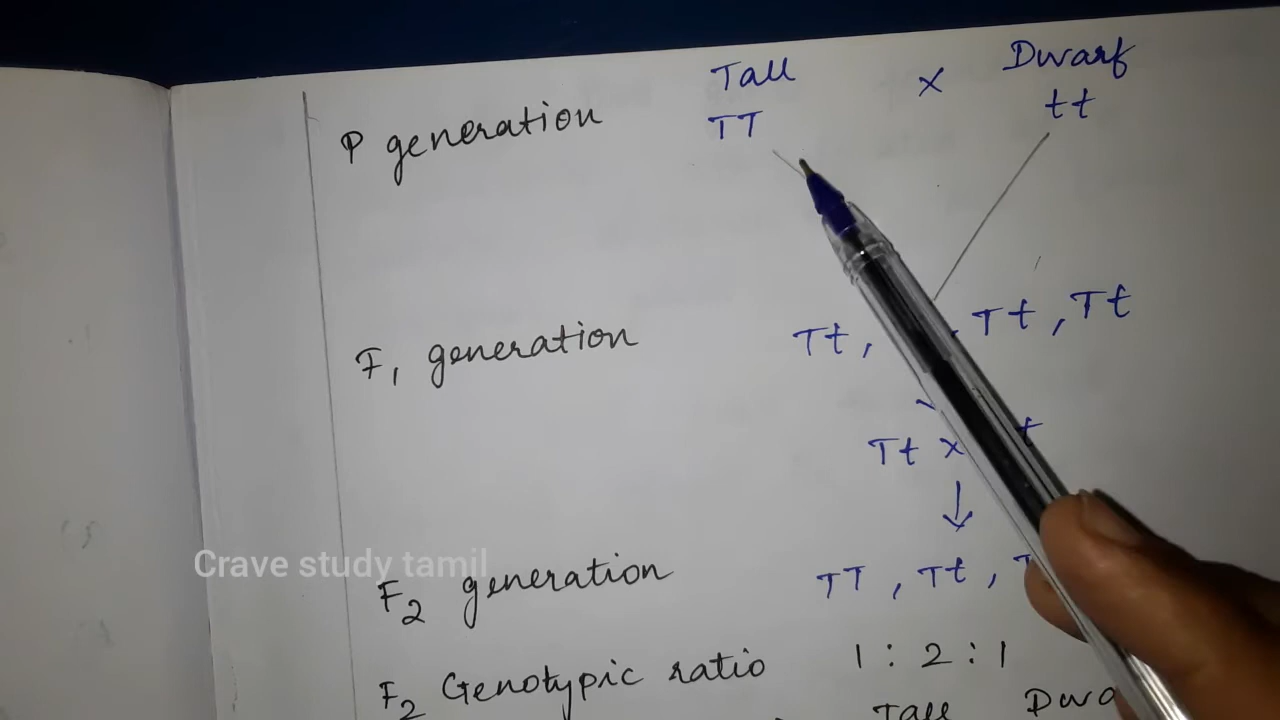 Tall × Dwarf
P generation TT tt
F1 generation Tt, , Tt , Tt
Tt ×
F2 generation TT , Tt ,
F2 Genotypic ratio 1 : 2 : 1
Tall
Crave study tamil